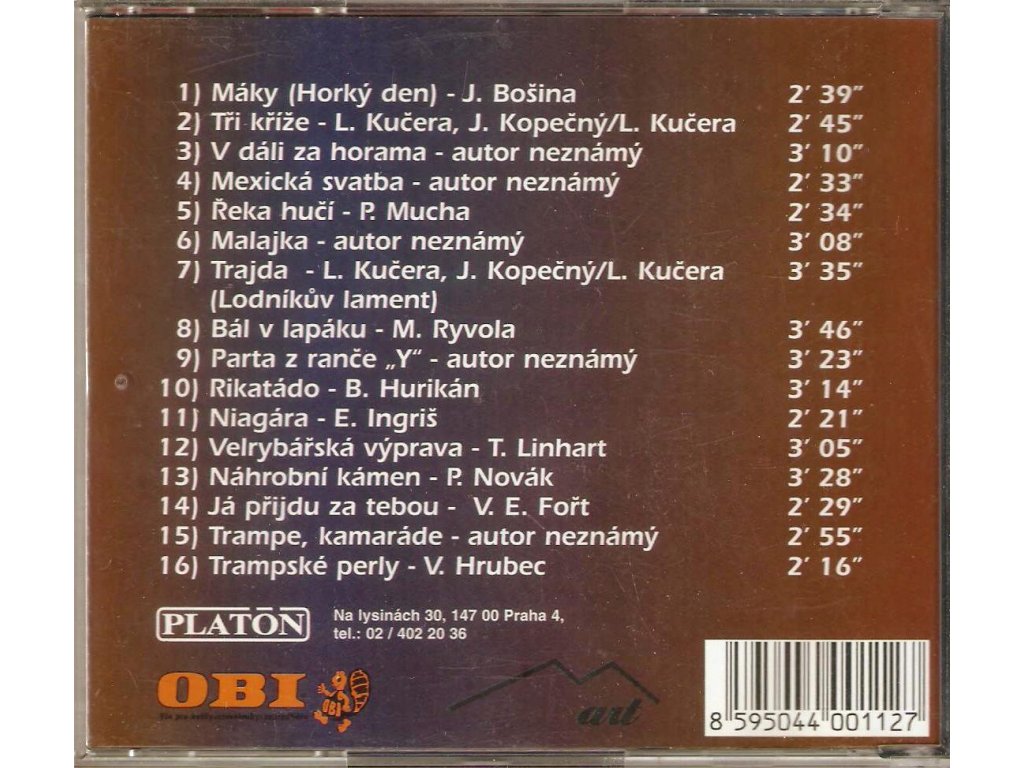 1) Máky (Horký den) - J. Bošina 2' 39"
2) Tři kříže - L. Kučera, J. Kopečný/L. Kučera 2' 45"
3) V dáli za horama - autor neznámý 3' 10"
4) Mexická svatba - autor neznámý 2' 33"
5) Řeka hučí - P. Mucha 2' 34"
6) Malajka - autor neznámý 3' 08"
7) Trajda - L. Kučera, J. Kopečný/L. Kučera 3' 35"
(Lodníkův lament)
8) Bál v lapáku - M. Ryvola 3' 46"
9) Parta z ranče „Y“ - autor neznámý 3' 23"
10) Rikatádo - B. Hurikán 3' 14"
11) Niagára - E. Ingriš 2' 21"
12) Velrybářská výprava - T. Linhart 3' 05"
13) Náhrobní kámen - P. Novák 3' 28"
14) Já přijdu za tebou - V. E. Fořt 2' 29"
15) Trampe, kamaráde - autor neznámý 2' 55"
16) Trampské perly - V. Hrubec 2' 16"
PLATŌN
Na lysinách 30, 147 00 Praha 4,
tel.: 02 / 402 20 36
OBI
OBI
art
8 595044 001127